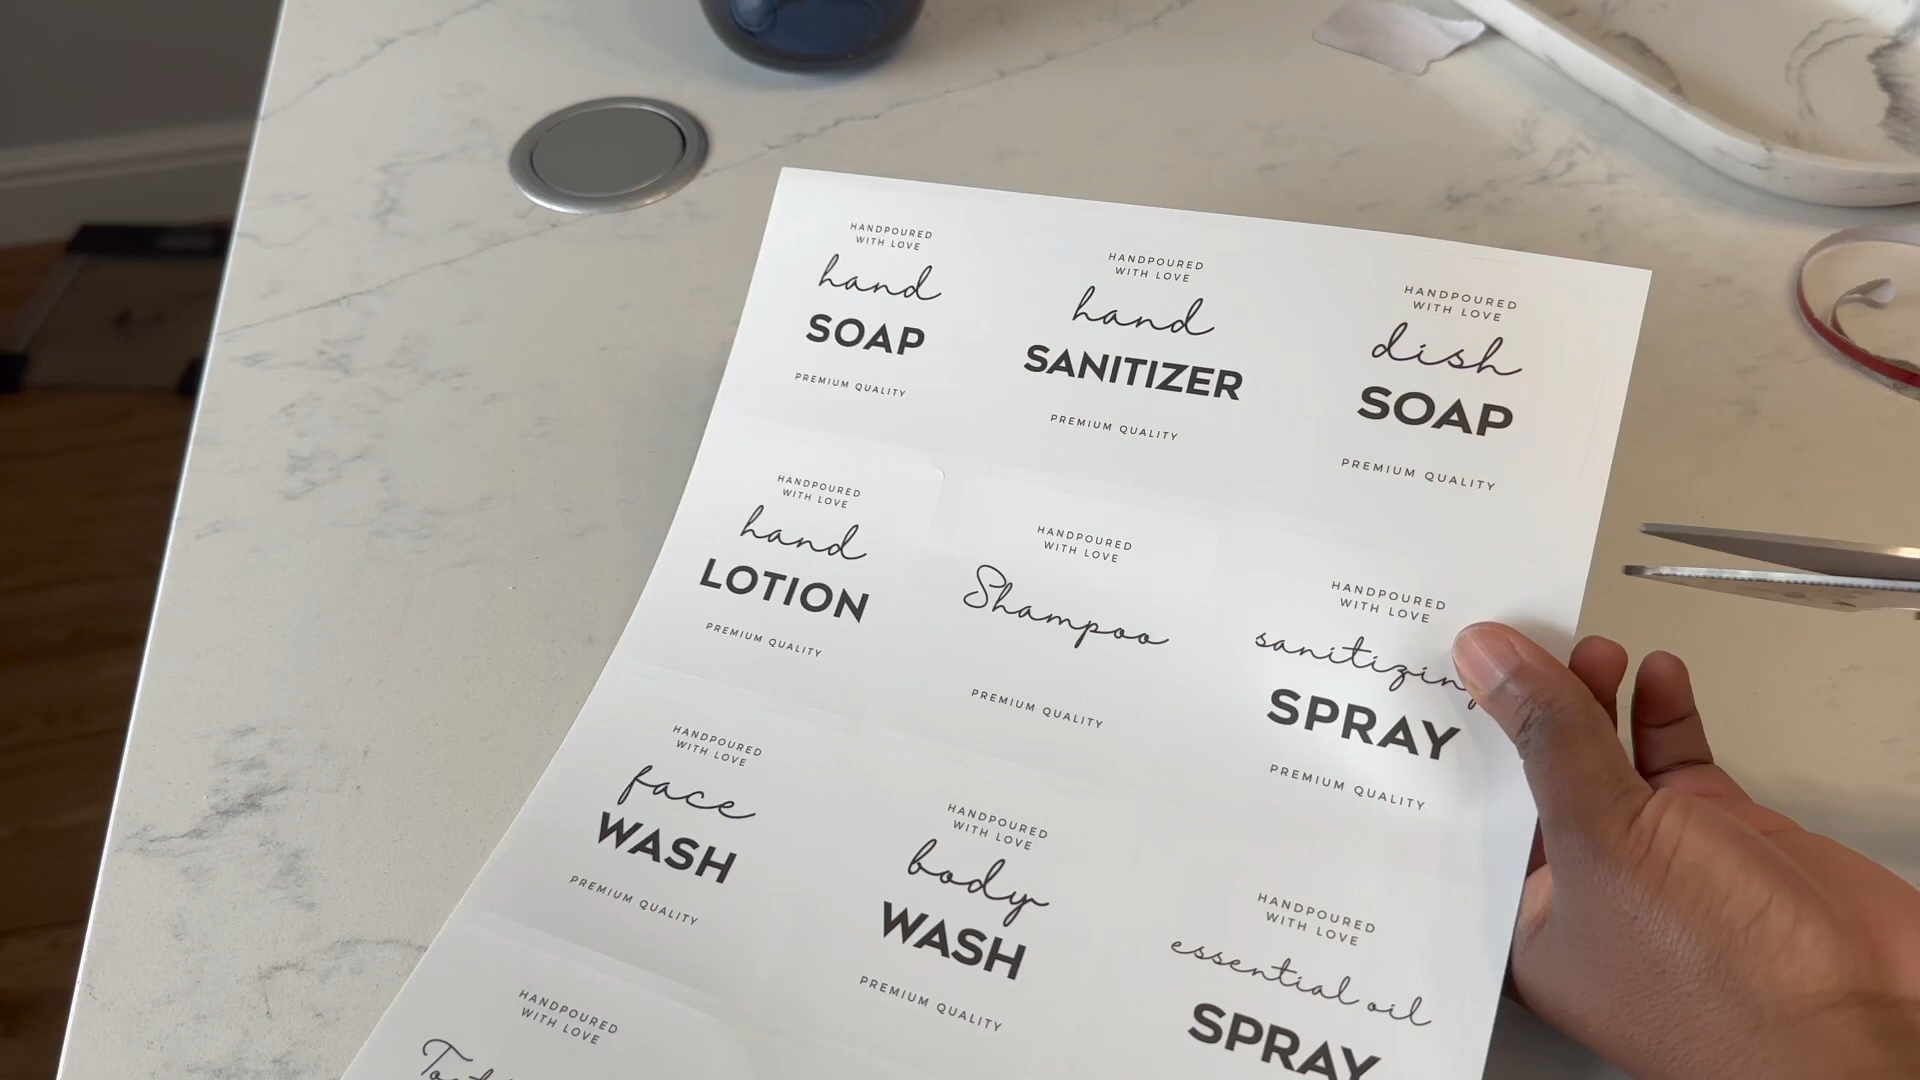 HANDPOURED
WITH LOVE
hand
SOAP
PREMIUM QUALITY
HANDPOURED
WITH LOVE
hand
SANITIZER
PREMIUM QUALITY
HANDPOURED
WITH LOVE
dish
SOAP
PREMIUM QUALITY
HANDPOURED
WITH LOVE
hand
LOTION
PREMIUM QUALITY
HANDPOURED
WITH LOVE
Shampoo
PREMIUM QUALITY
HANDPOURED
WITH LOVE
sanitizing
SPRAY
PREMIUM QUALITY
HANDPOURED
WITH LOVE
face
WASH
PREMIUM QUALITY
HANDPOURED
WITH LOVE
body
WASH
PREMIUM QUALITY
HANDPOURED
WITH LOVE
essential oil
SPRAY
HANDPOURED
WITH LOVE